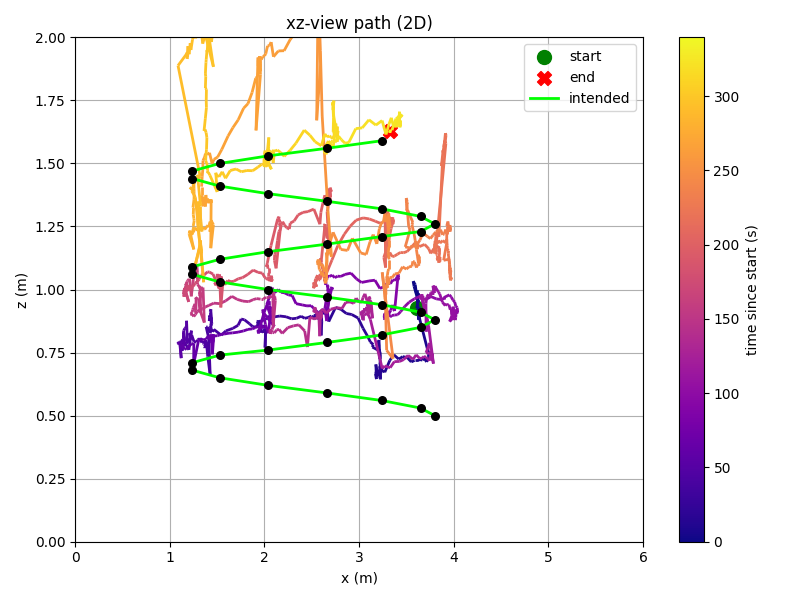 xz-view path (2D)
start
end
intended
2.00
1.75
1.50
1.25
1.00
0.75
0.50
0.25
0.00
z (m)
0 1 2 3 4 5 6
x (m)
300
250
200
150
100
50
0
time since start (s)